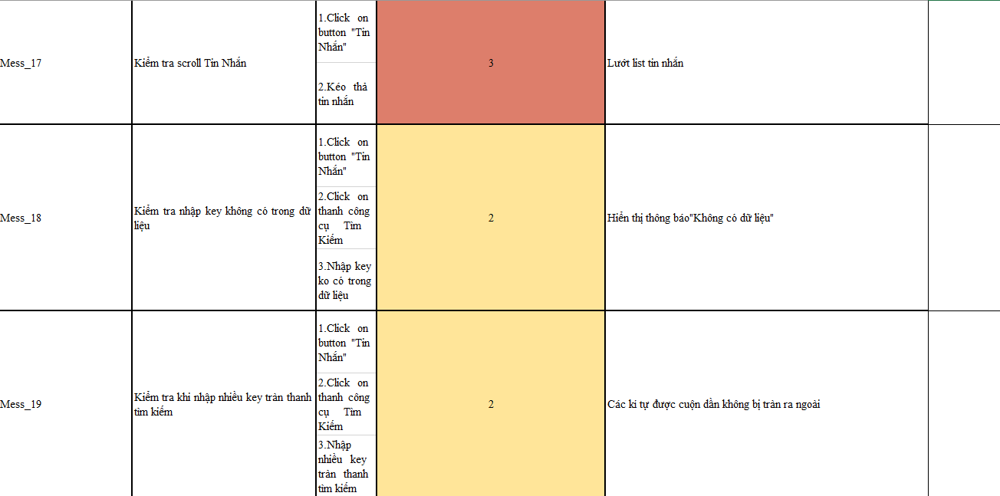 Mess_17
Kiểm tra scroll Tin Nhắn
1.Click on
button "Tin
Nhắn"
2.Kéo thả
tin nhắn
3
Lướt list tin nhắn
Mess_18
Kiểm tra nhập key không có trong dữ
liệu
1.Click on
button "Tin
Nhắn"
2.Click on
thanh công
cụ Tìm
Kiếm
3.Nhập key
ko có trong
dữ liệu
2
Hiển thị thông báo"Không có dữ liệu"
Mess_19
Kiểm tra khi nhập nhiều key tràn thanh
tìm kiếm
1.Click on
button "Tin
Nhắn"
2.Click on
thanh công
cụ Tìm
Kiếm
3.Nhập
nhiều key
tràn thanh
tìm kiếm
2
Các kí tự được cuộn dần không bị tràn ra ngoài